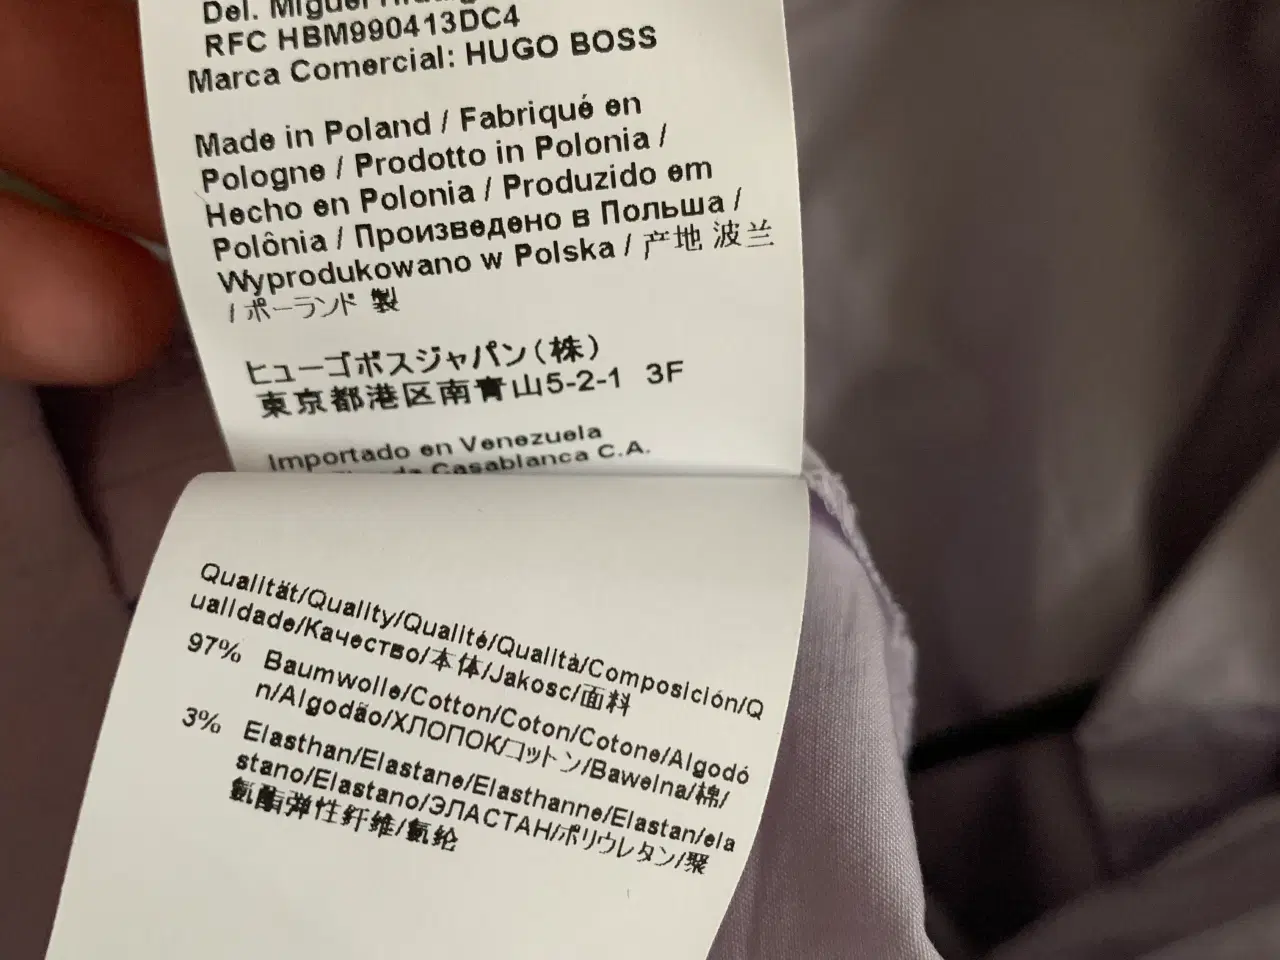 Del. Miguel
RFC HBM990413DC4
Marca Comercial: HUGO BOSS
Made in Poland / Fabriqué en
Pologne / Prodotto in Polonia /
Hecho en Polonia / Produzido em
Polônia / Произведено в Польша /
Wyprodukowano w Polska / 产地 波兰
/ ポーランド 製
ヒューゴボスジャパン(株)
東京都港区南青山5-2-1 3F
Importado en Venezuela
Casablanca C.A.
Qualität/Quality/Qualité/Qualità/Composición/Q
ualidade/Качество/本体/Jakosc/面料
97% Baumwolle/Cotton/Coton/Cotone/Algodó
n/Algodão/ХЛОПОК/コットン/Bawelna/棉/
3% Elasthan/Elastane/Elasthanne/Elastan/ela
stano/Elastano/ЭЛАСТАН/ポリウレタン/聚
氨酯弹性纤维/氨纶